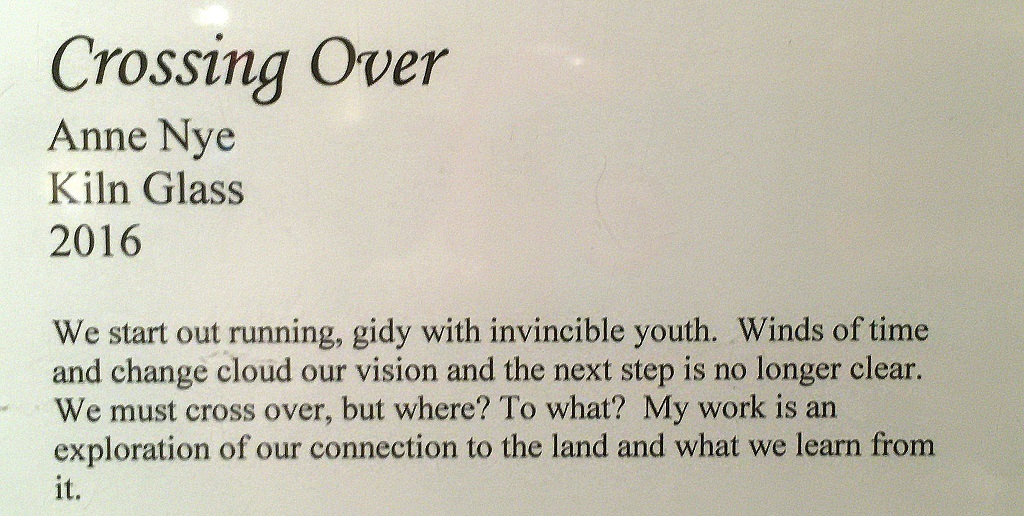 Crossing Over
Anne Nye
Kiln Glass
2016
We start out running, gidy with invincible youth.  Winds of time
and change cloud our vision and the next step is no longer clear.
We must cross over, but where? To what?  My work is an
exploration of our connection to the land and what we learn from
it.